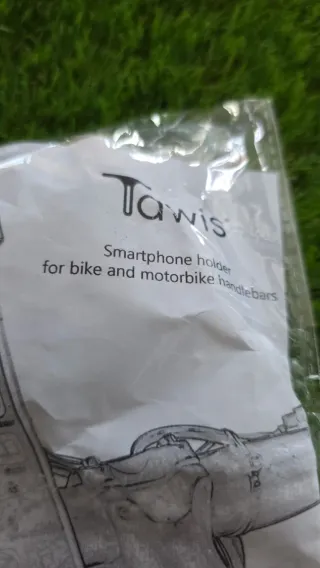 Tawis
Smartphone holder
for bike and motorbike handlebars